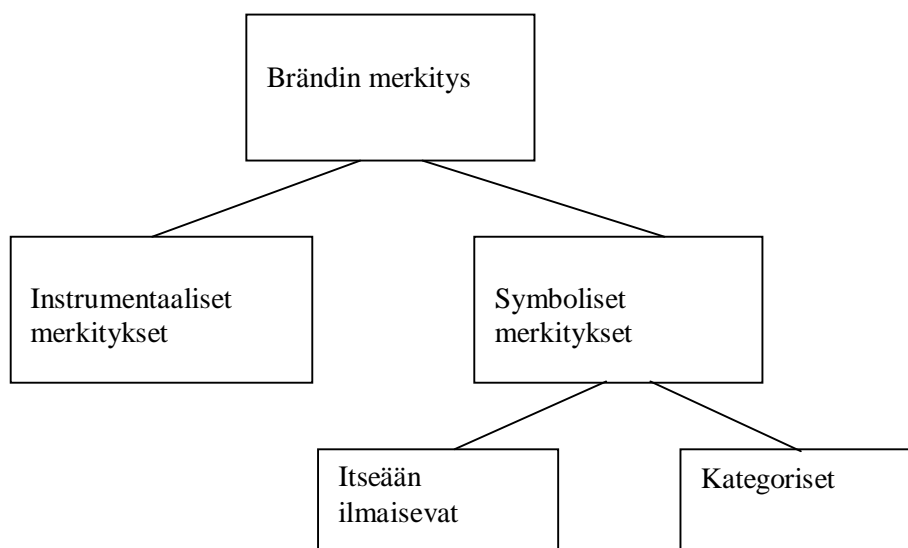 Brändin merkitys
Instrumentaaliset
merkitykset
Symboliset
merkitykset
Itseään
ilmaisevat
Kategoriset